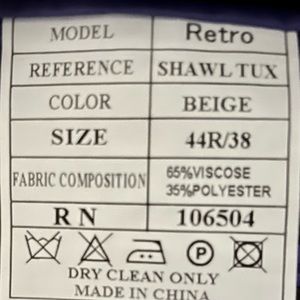 MODEL Retro
REFERENCE SHAWL TUX
COLOR BEIGE
SIZE 44R/38
FABRIC COMPOSITION 65%VISCOSE
35%POLYESTER
RN 106504
P
DRY CLEAN ONLY
MADE IN CHINA